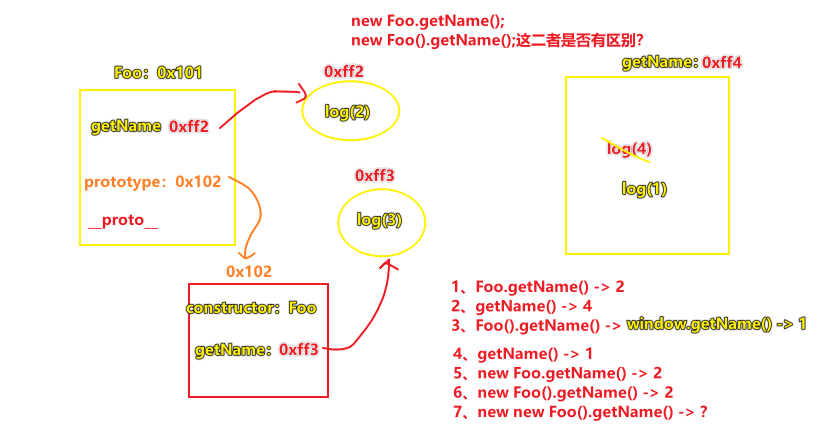 new Foo.getName();
new Foo().getName();这二者是否有区别?
Foo：0x101
getName 0xff2
prototype：0x102
__proto__
0xff2
log(2)
0xff3
log(3)
0x102
constructor：Foo
getName：0xff3
getName：0xff4
log(4)
log(1)
1、Foo.getName() -> 2
2、getName() -> 4
3、Foo().getName() -> window.getName() -> 1
4、getName() -> 1
5、new Foo.getName() -> 2
6、new Foo().getName() -> 2
7、new new Foo().getName() -> ?